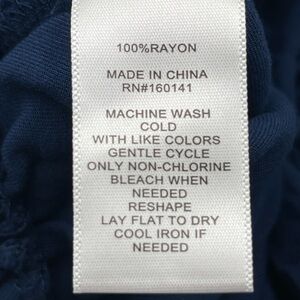 100%RAYON
MADE IN CHINA
RN#160141
MACHINE WASH
COLD
WITH LIKE COLORS
GENTLE CYCLE
ONLY NON-CHLORINE
BLEACH WHEN
NEEDED
RESHAPE
LAY FLAT TO DRY
COOL IRON IF
NEEDED